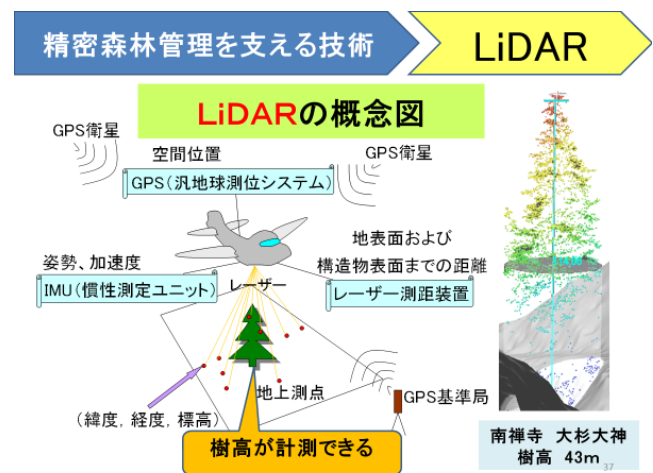 精密森林管理を支える技術
LiDAR
LiDARの概念図
GPS衛星
空間位置
GPS衛星
GPS(汎地球測位システム)
姿勢、加速度
地表面および
構造物表面までの距離
IMU(慣性測定ユニット)
レーザー
レーザー測距装置
地上測点
GPS基準局
(緯度，経度，標高)
樹高が計測できる
南禅寺 大杉大神
樹高 43m
37